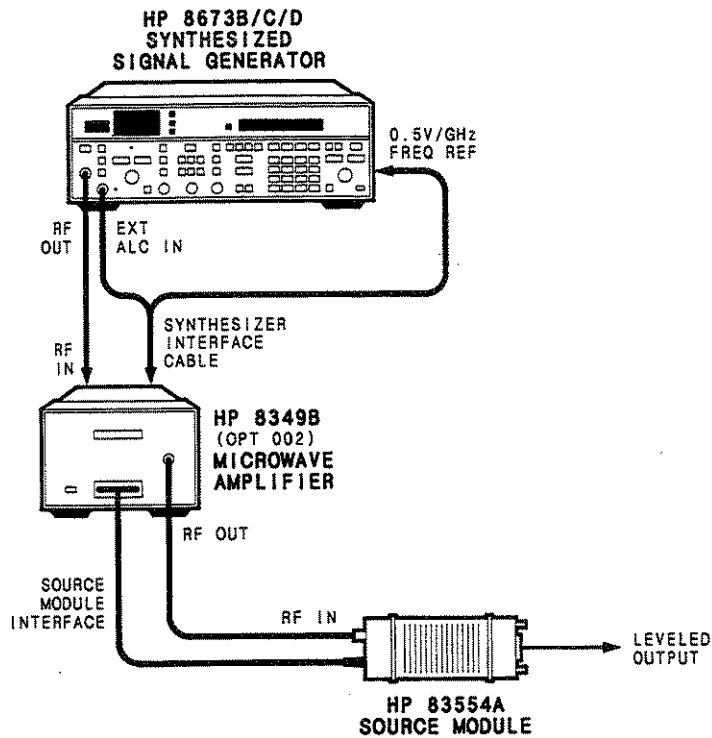 HP 8673B/C/D
SYNTHESIZED
SIGNAL GENERATOR
0.5V/GHz
FREQ REF
RF
OUT
EXT
ALC IN
SYNTHESIZER
INTERFACE
CABLE
RF
IN
HP 8349B
(OPT 002)
MICROWAVE
AMPLIFIER
RF OUT
SOURCE
MODULE
INTERFACE
RF IN
LEVELED
OUTPUT
HP 83554A
SOURCE MODULE